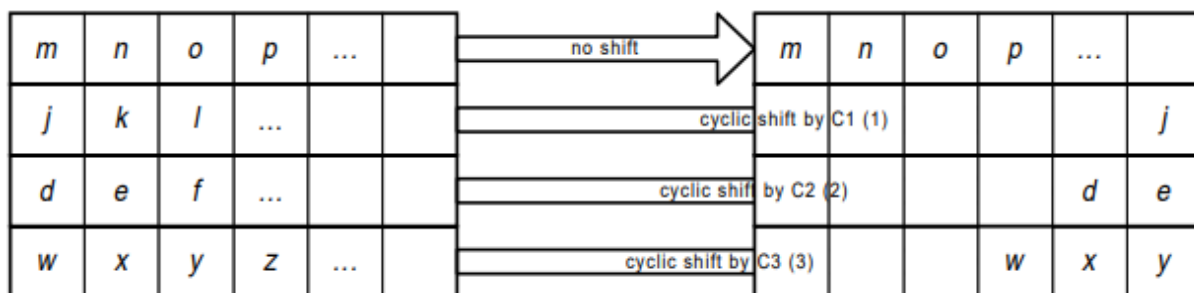 m n o p ... no shift m n o p ...
j k l ... cyclic shift by C1 (1) j
d e f ... cyclic shift by C2 (2) d e
w x y z ... cyclic shift by C3 (3) w x y